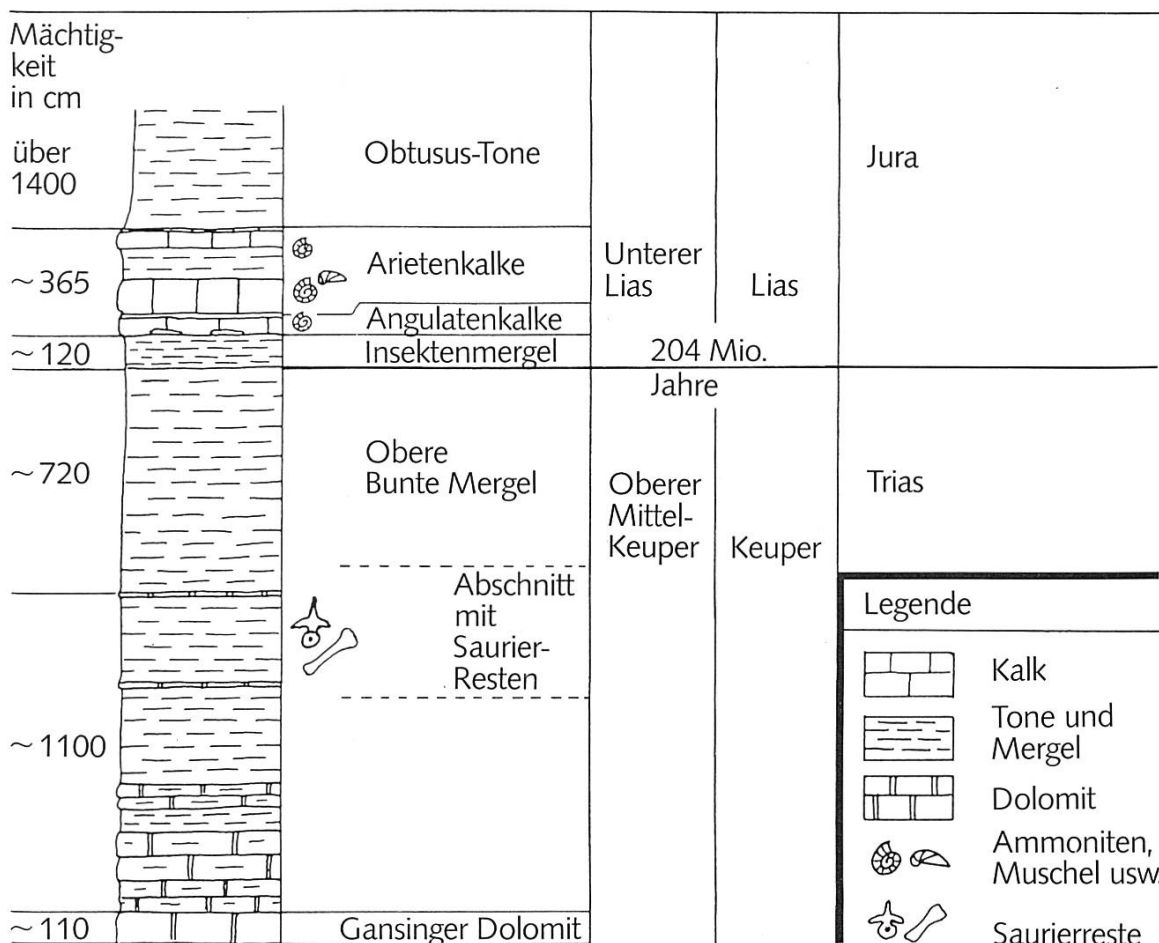 Mächtig-
keit
in cm
über
1400
Obtusus-Tone
Jura
~ 365
Arietenkalke
Unterer
Lias
Lias
Angulatenkalke
~ 120
Insektenmergel
204 Mio.
Jahre
~ 720
Obere
Bunte Mergel
Oberer
Mittel-
Keuper
Keuper
Trias
Abschnitt
mit
Saurier-
Resten
~ 1100
~ 110
Gansinger Dolomit
Legende
Kalk
Tone und
Mergel
Dolomit
Ammoniten,
Muschel usw.
Saurierreste